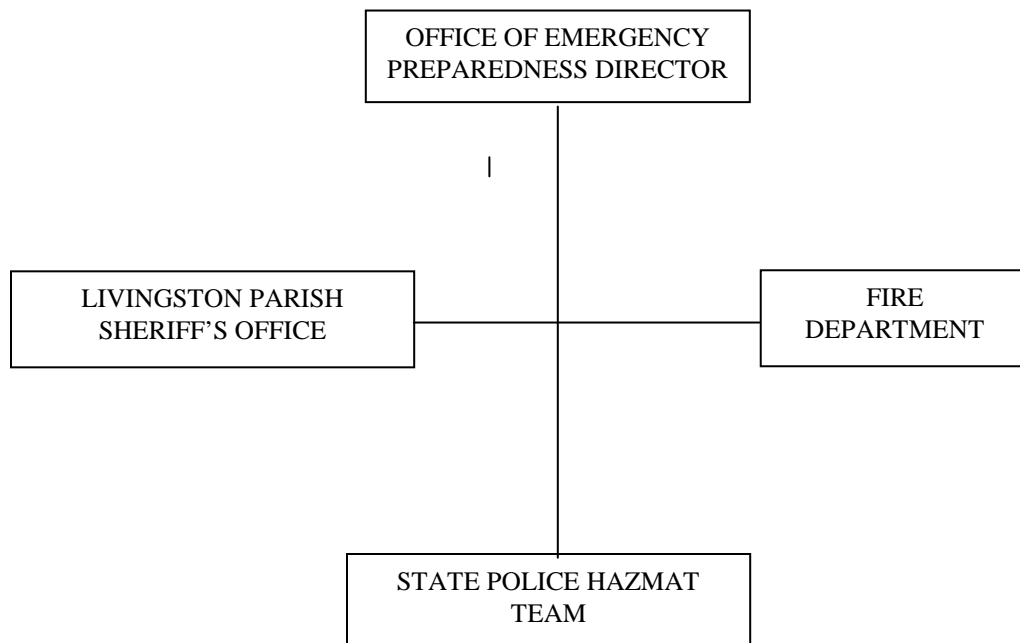 OFFICE OF EMERGENCY
PREPAREDNESS DIRECTOR
LIVINGSTON PARISH
SHERIFF’S OFFICE
FIRE
DEPARTMENT
STATE POLICE HAZMAT
TEAM